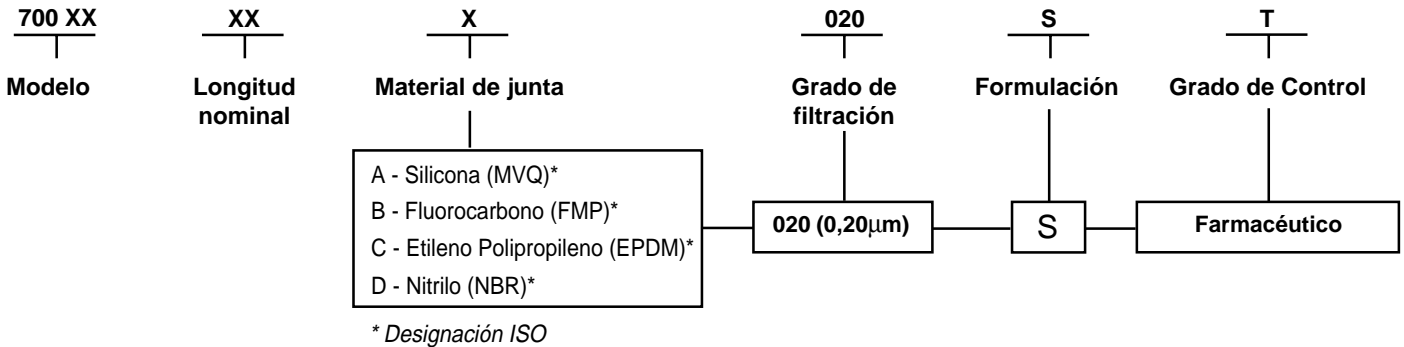 700 XX XX X 020 S T
Modelo Longitud nominal Material de junta Grado de filtración Formulación Grado de Control
A - Silicona (MVQ)*
B - Fluorocarbono (FMP)*
C - Etileno Polipropileno (EPDM)*
D - Nitrilo (NBR)*
020 (0,20µm)
S
Farmacéutico
* Designación ISO